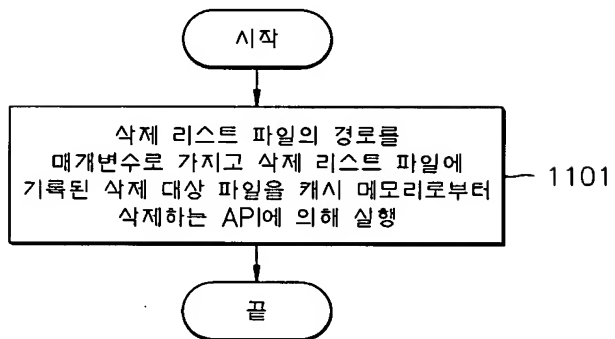 시작
삭제 리스트 파일의 경로를
매개변수로 가지고 삭제 리스트 파일에
기록된 삭제 대상 파일을 캐시 메모리로부터
삭제하는 API에 의해 실행
1101
끝